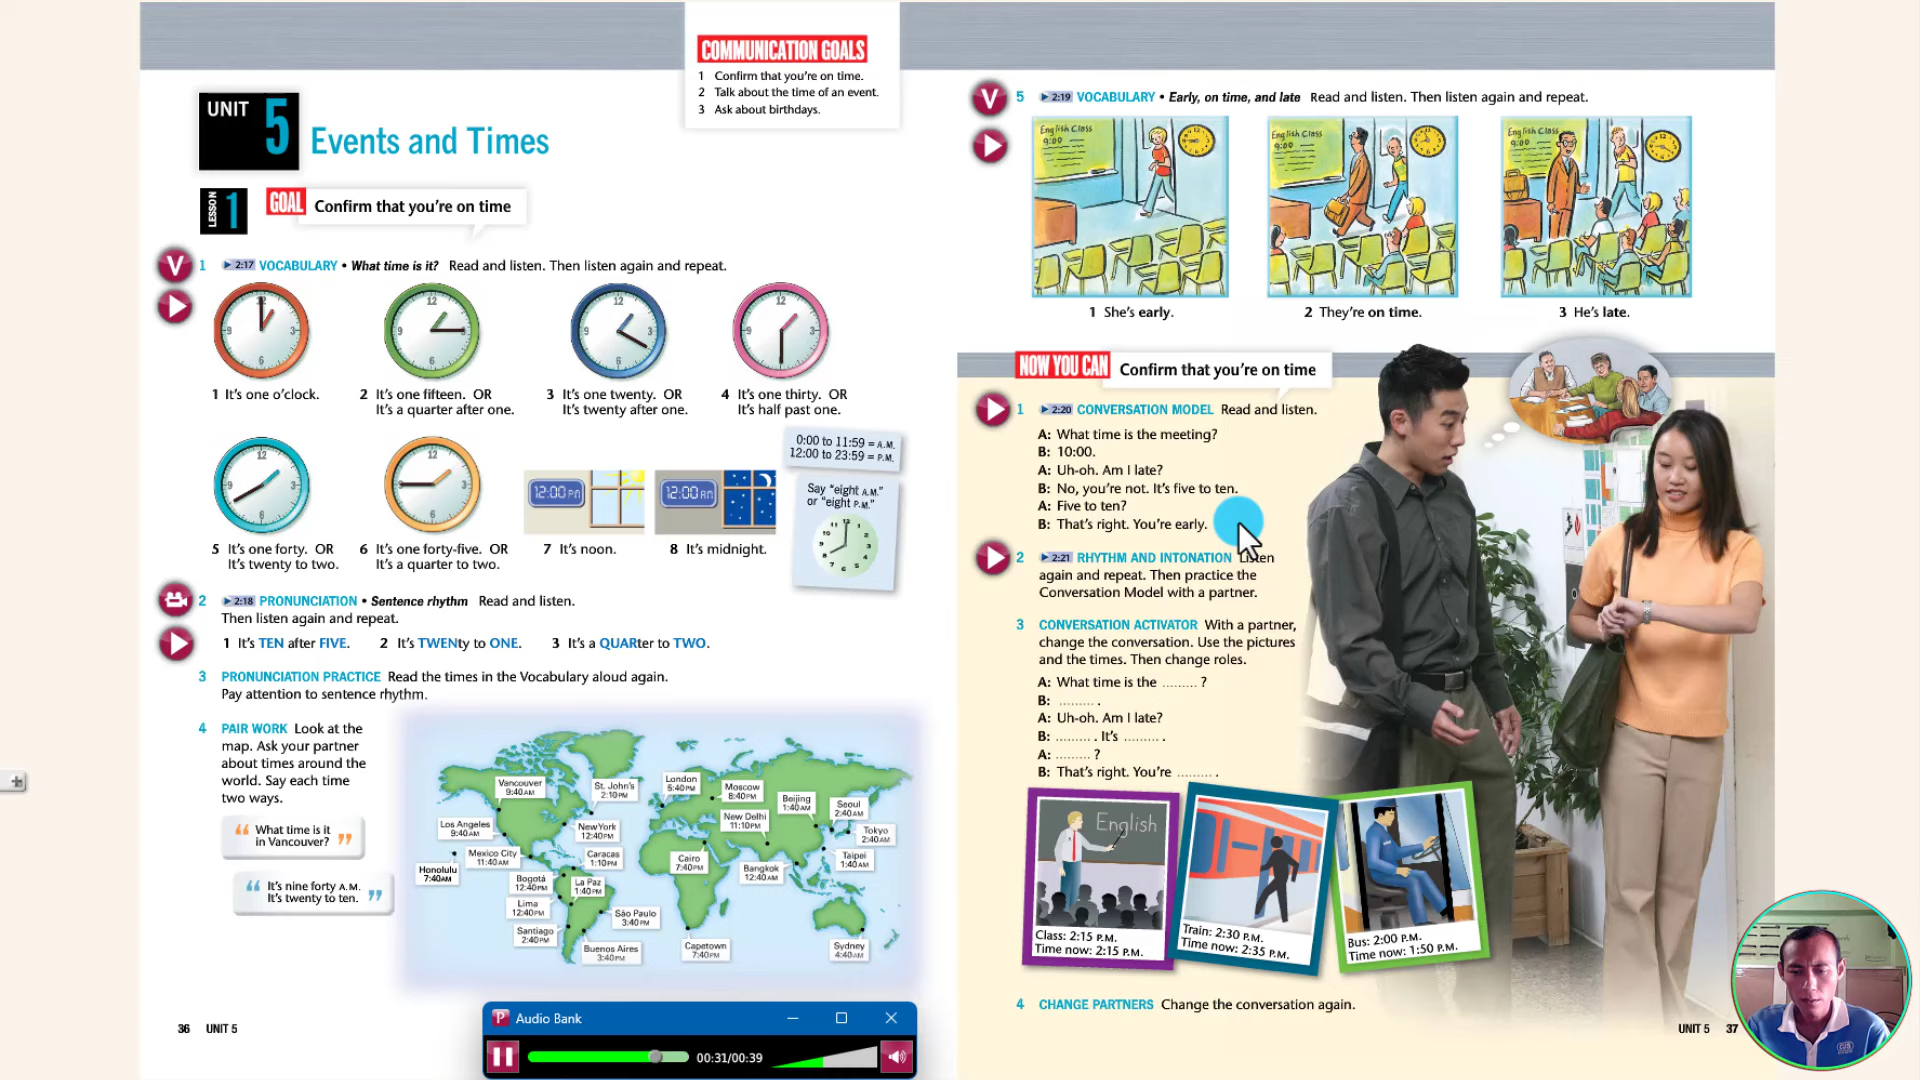 COMMUNICATION GOALS
1 Confirm that you're on time.
2 Talk about the time of an event.
3 Ask about birthdays.
UNIT 5
Events and Times
LESSON 1
GOAL Confirm that you're on time
V 1 2:17 VOCABULARY • What time is it? Read and listen. Then listen again and repeat.
1 It's one o'clock.
2 It's one fifteen. OR
It's a quarter after one.
3 It's one twenty. OR
It's twenty after one.
4 It's one thirty. OR
It's half past one.
0:00 to 11:59 = A.M.
12:00 to 23:59 = P.M.
12:00 PM
12:00 AM
Say "eight A.M."
or "eight P.M."
5 It's one forty. OR
It's twenty to two.
6 It's one forty-five. OR
It's a quarter to two.
7 It's noon.
8 It's midnight.
2 2:18 PRONUNCIATION • Sentence rhythm Read and listen.
Then listen again and repeat.
1 It's TEN after FIVE. 2 It's TWENty to ONE. 3 It's a QUARter to TWO.
3 PRONUNCIATION PRACTICE Read the times in the Vocabulary aloud again.
Pay attention to sentence rhythm.
4 PAIR WORK Look at the
map. Ask your partner
about times around the
world. Say each time
two ways.
"What time is it
in Vancouver?"
"It's nine forty A.M.
It's twenty to ten."
Vancouver
9:40 AM
St. John's
2:10 PM
London
5:40 PM
Moscow
8:40 PM
Beijing
1:40 AM
Seoul
2:40 AM
Los Angeles
9:40 AM
New York
12:40 PM
New Delhi
11:10 PM
Tokyo
2:40 AM
Honolulu
7:40 AM
Mexico City
11:40 AM
Caracas
1:10 PM
Cairo
7:40 PM
Bangkok
12:40 AM
Taipei
1:40 AM
Bogotá
12:40 PM
La Paz
1:40 PM
Lima
12:40 PM
São Paulo
3:40 PM
Santiago
2:40 PM
Buenos Aires
3:40 PM
Capetown
7:40 PM
Sydney
4:40 AM
36 UNIT 5
Audio Bank
00:31/00:39
V 5 2:19 VOCABULARY • Early, on time, and late Read and listen. Then listen again and repeat.
English Class
9:00
English Class
9:00
English Class
9:00
1 She's early.
2 They're on time.
3 He's late.
NOW YOU CAN Confirm that you're on time
1 2:20 CONVERSATION MODEL Read and listen.
A: What time is the meeting?
B: 10:00.
A: Uh-oh. Am I late?
B: No, you're not. It's five to ten.
A: Five to ten?
B: That's right. You're early.
2 2:21 RHYTHM AND INTONATION Listen
again and repeat. Then practice the
Conversation Model with a partner.
3 CONVERSATION ACTIVATOR With a partner,
change the conversation. Use the pictures
and the times. Then change roles.
A: What time is the ......... ?
B: ......... .
A: Uh-oh. Am I late?
B: ......... . It's ......... .
A: ......... ?
B: That's right. You're ......... .
English
Class: 2:15 P.M.
Time now: 2:15 P.M.
Train: 2:30 P.M.
Time now: 2:35 P.M.
Bus: 2:00 P.M.
Time now: 1:50 P.M.
4 CHANGE PARTNERS Change the conversation again.
UNIT 5 37